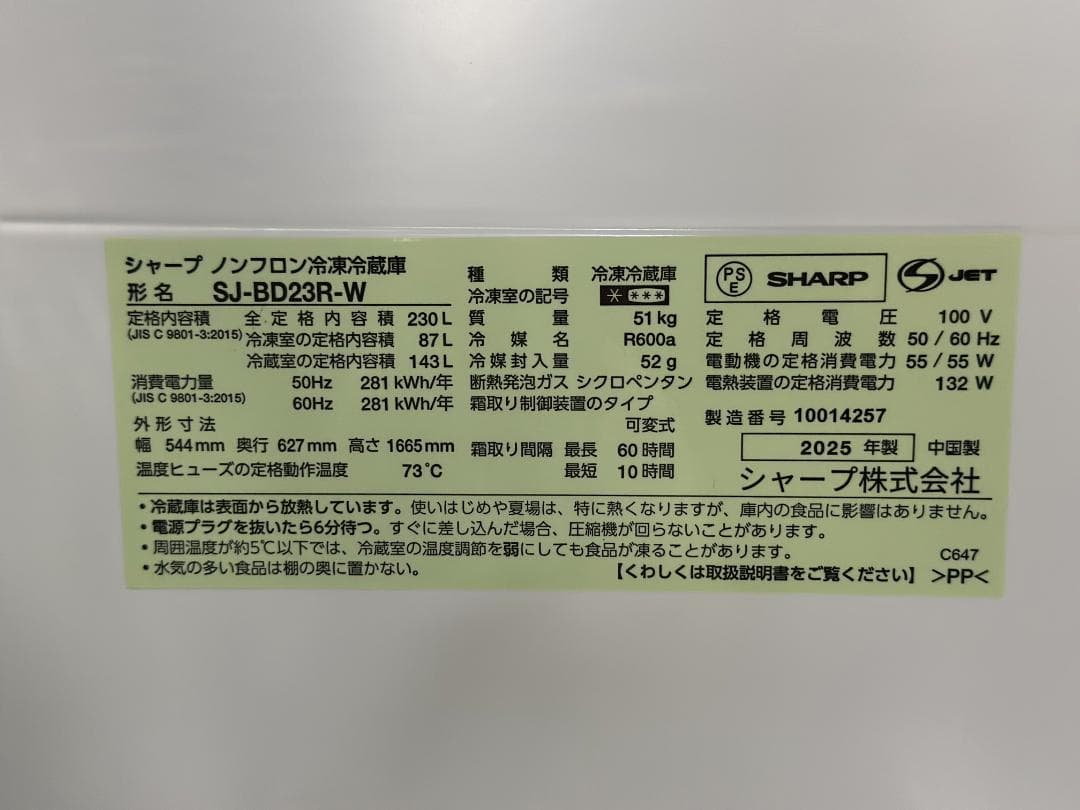 シャープ ノンフロン冷凍冷蔵庫
形名 SJ-BD23R-W
定格内容積 全定格内容積 230 L
(JIS C 9801-3:2015) 冷凍室の定格内容積 87 L
冷蔵室の定格内容積 143 L
消費電力量 50Hz 281 kWh/年
(JIS C 9801-3:2015) 60Hz 281 kWh/年
外形寸法
幅 544 mm 奥行 627 mm 高さ 1665 mm
温度ヒューズの定格動作温度 73℃
種類 冷凍冷蔵庫
冷凍室の記号 * ***
質量 51 kg
冷媒名 R600a
冷媒封入量 52 g
断熱発泡ガス シクロペンタン
霜取り制御装置のタイプ
可変式
霜取り間隔 最長 60 時間
最短 10 時間
PSE SHARP S JET
定格電圧 100 V
定格周波数 50 / 60 Hz
電動機の定格消費電力 55 / 55 W
電熱装置の定格消費電力 132 W
製造番号 10014257
2025 年製 中国製
シャープ株式会社
・冷蔵庫は表面から放熱しています。使いはじめや夏場は、特に熱くなりますが、庫内の食品に影響はありません。
・電源プラグを抜いたら6分待つ。すぐに差し込んだ場合、圧縮機が回らないことがあります。
・周囲温度が約5℃以下では、冷蔵室の温度調節を弱にしても食品が凍ることがあります。
・水気の多い食品は棚の奥に置かない。
C647
【くわしくは取扱説明書をご覧ください】 >PP<